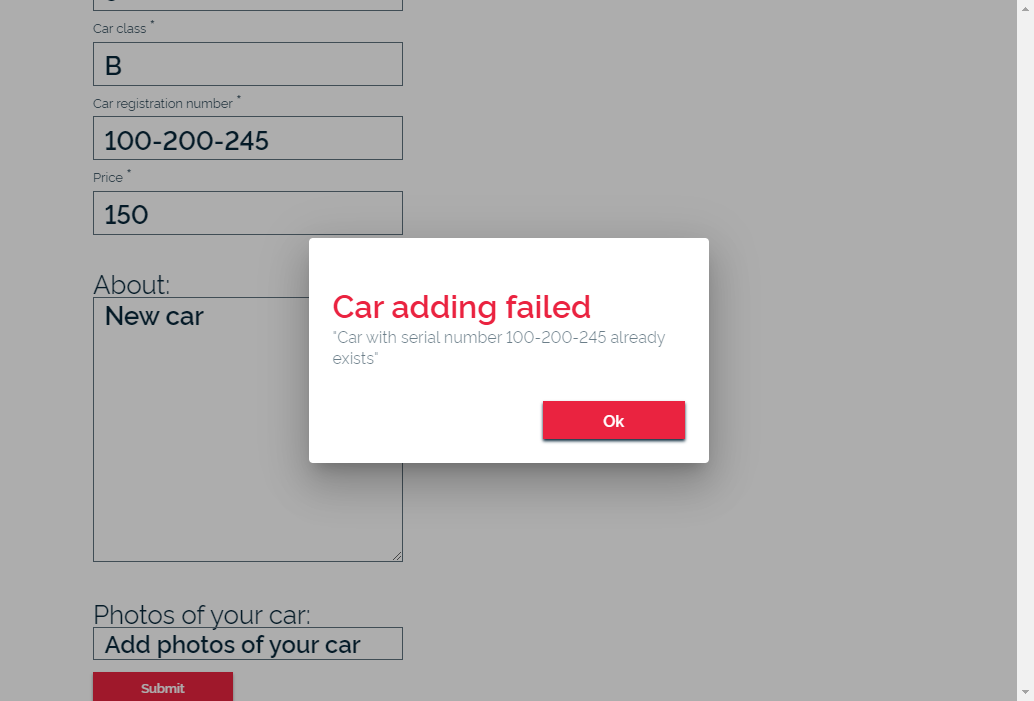 Car class *
B
Car registration number *
100-200-245
Price *
150
About:
New car
Car adding failed
"Car with serial number 100-200-245 already
exists"
Ok
Photos of your car:
Add photos of your car
Submit